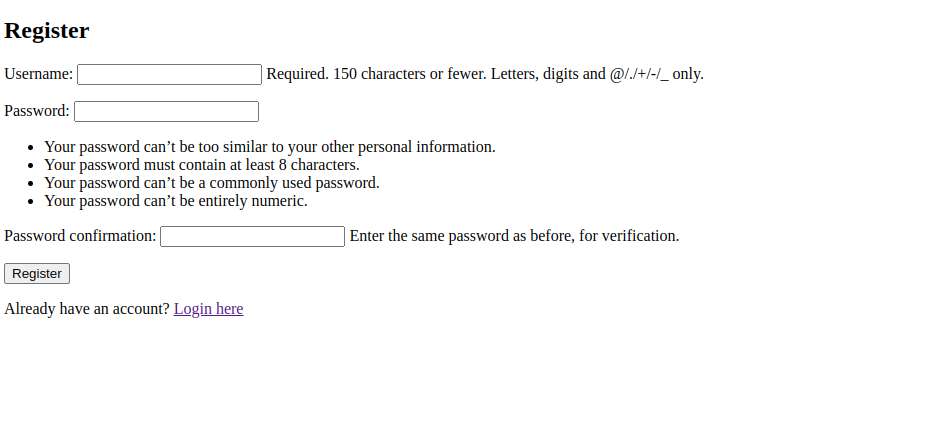 Register
Username: Required. 150 characters or fewer. Letters, digits and @/./+/-/_ only.
Password:
Your password can’t be too similar to your other personal information.
Your password must contain at least 8 characters.
Your password can’t be a commonly used password.
Your password can’t be entirely numeric.
Password confirmation: Enter the same password as before, for verification.
Register
Already have an account? Login here